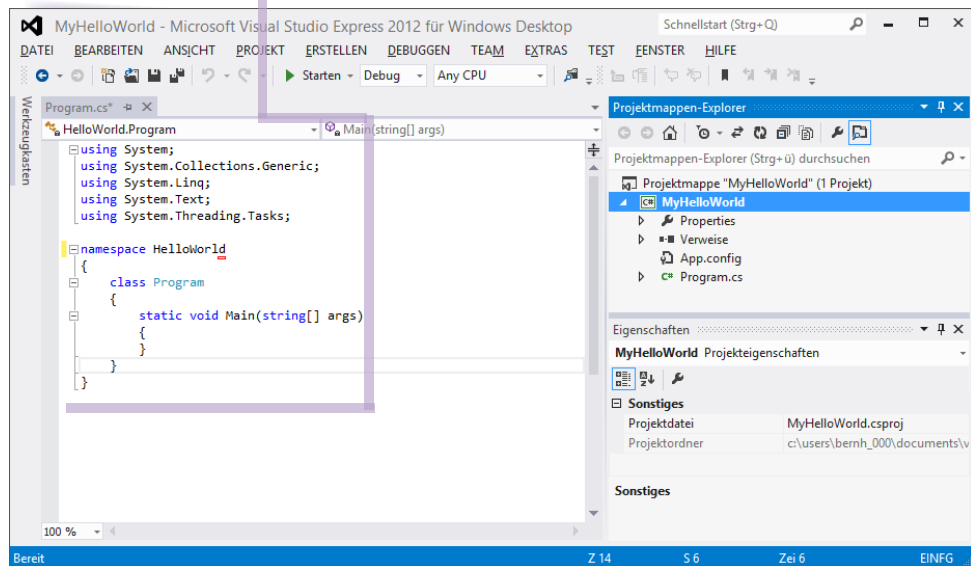 MyHelloWorld - Microsoft Visual Studio Express 2012 für Windows Desktop
Schnellstart (Strg+Q)
DATEI BEARBEITEN ANSICHT PROJEKT ERSTELLEN DEBUGGEN TEAM EXTRAS TEST FENSTER HILFE
Starten Debug Any CPU
Werkzeugkasten
Program.cs*
HelloWorld.Program
Main(string[] args)
using System;
using System.Collections.Generic;
using System.Linq;
using System.Text;
using System.Threading.Tasks;
namespace HelloWorld
{
class Program
{
static void Main(string[] args)
{
}
}
}
100 %
Projektmappen-Explorer
Projektmappen-Explorer (Strg+ü) durchsuchen
Projektmappe "MyHelloWorld" (1 Projekt)
C# MyHelloWorld
Properties
Verweise
App.config
C# Program.cs
Eigenschaften
MyHelloWorld Projekteigenschaften
Sonstiges
Projektdatei MyHelloWorld.csproj
Projektordner c:\users\bernh_000\documents\v
Sonstiges
Bereit Z 14 S 6 Zei 6 EINFG